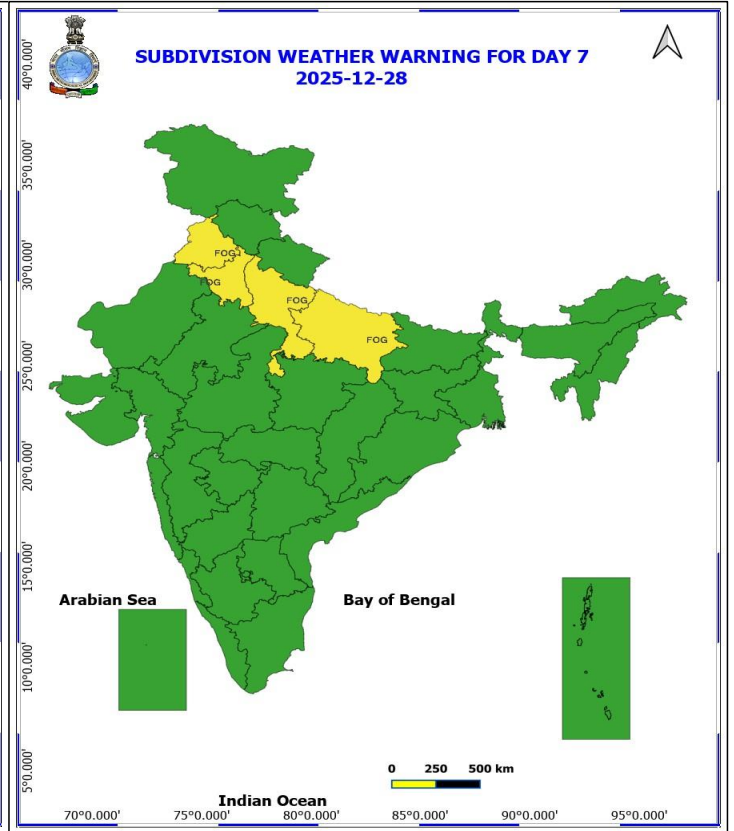 SUBDIVISION WEATHER WARNING FOR DAY 7
2025-12-28
40°0.000'
35°0.000'
30°0.000'
25°0.000'
20°0.000'
15°0.000'
10°0.000'
5°0.000'
FOG
FOG
FOG
FOG
Arabian Sea
Bay of Bengal
0 250 500 km
Indian Ocean
70°0.000' 75°0.000' 80°0.000' 85°0.000' 90°0.000' 95°0.000'